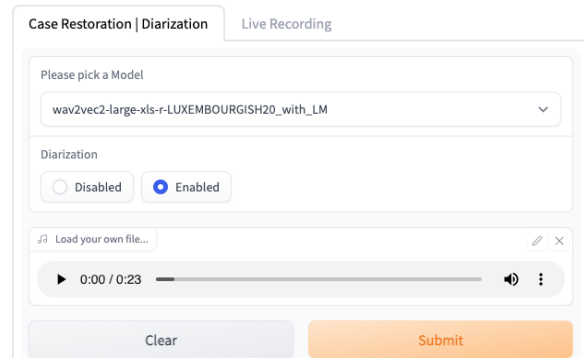 Case Restoration | Diarization Live Recording
Please pick a Model
wav2vec2-large-xls-r-LUXEMBOURGISH20_with_LM
Diarization
Disabled Enabled
Load your own file...
0:00 / 0:23
Clear Submit